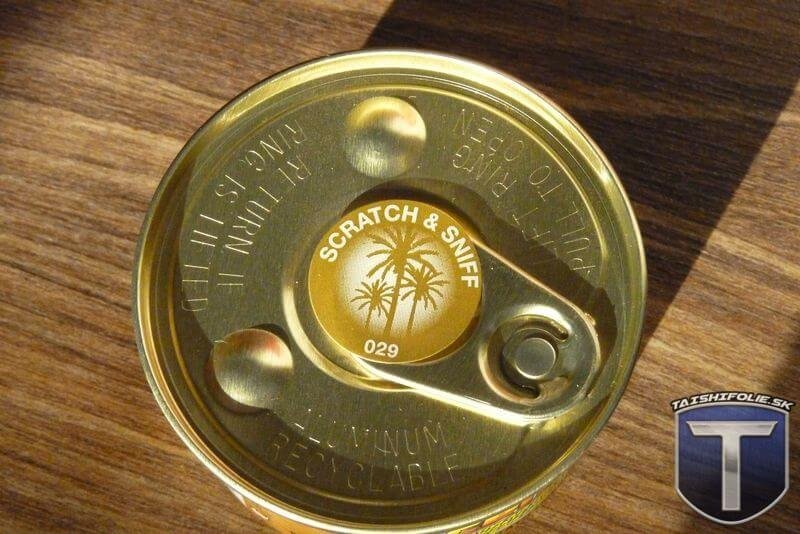 SCRATCH & SNIFF
029
LIFT RING
PULL TO OPEN
RETURN IF
RING IS LIFTED
ALUMINUM
RECYCLABLE
TAISHIFOLIE.SK
T